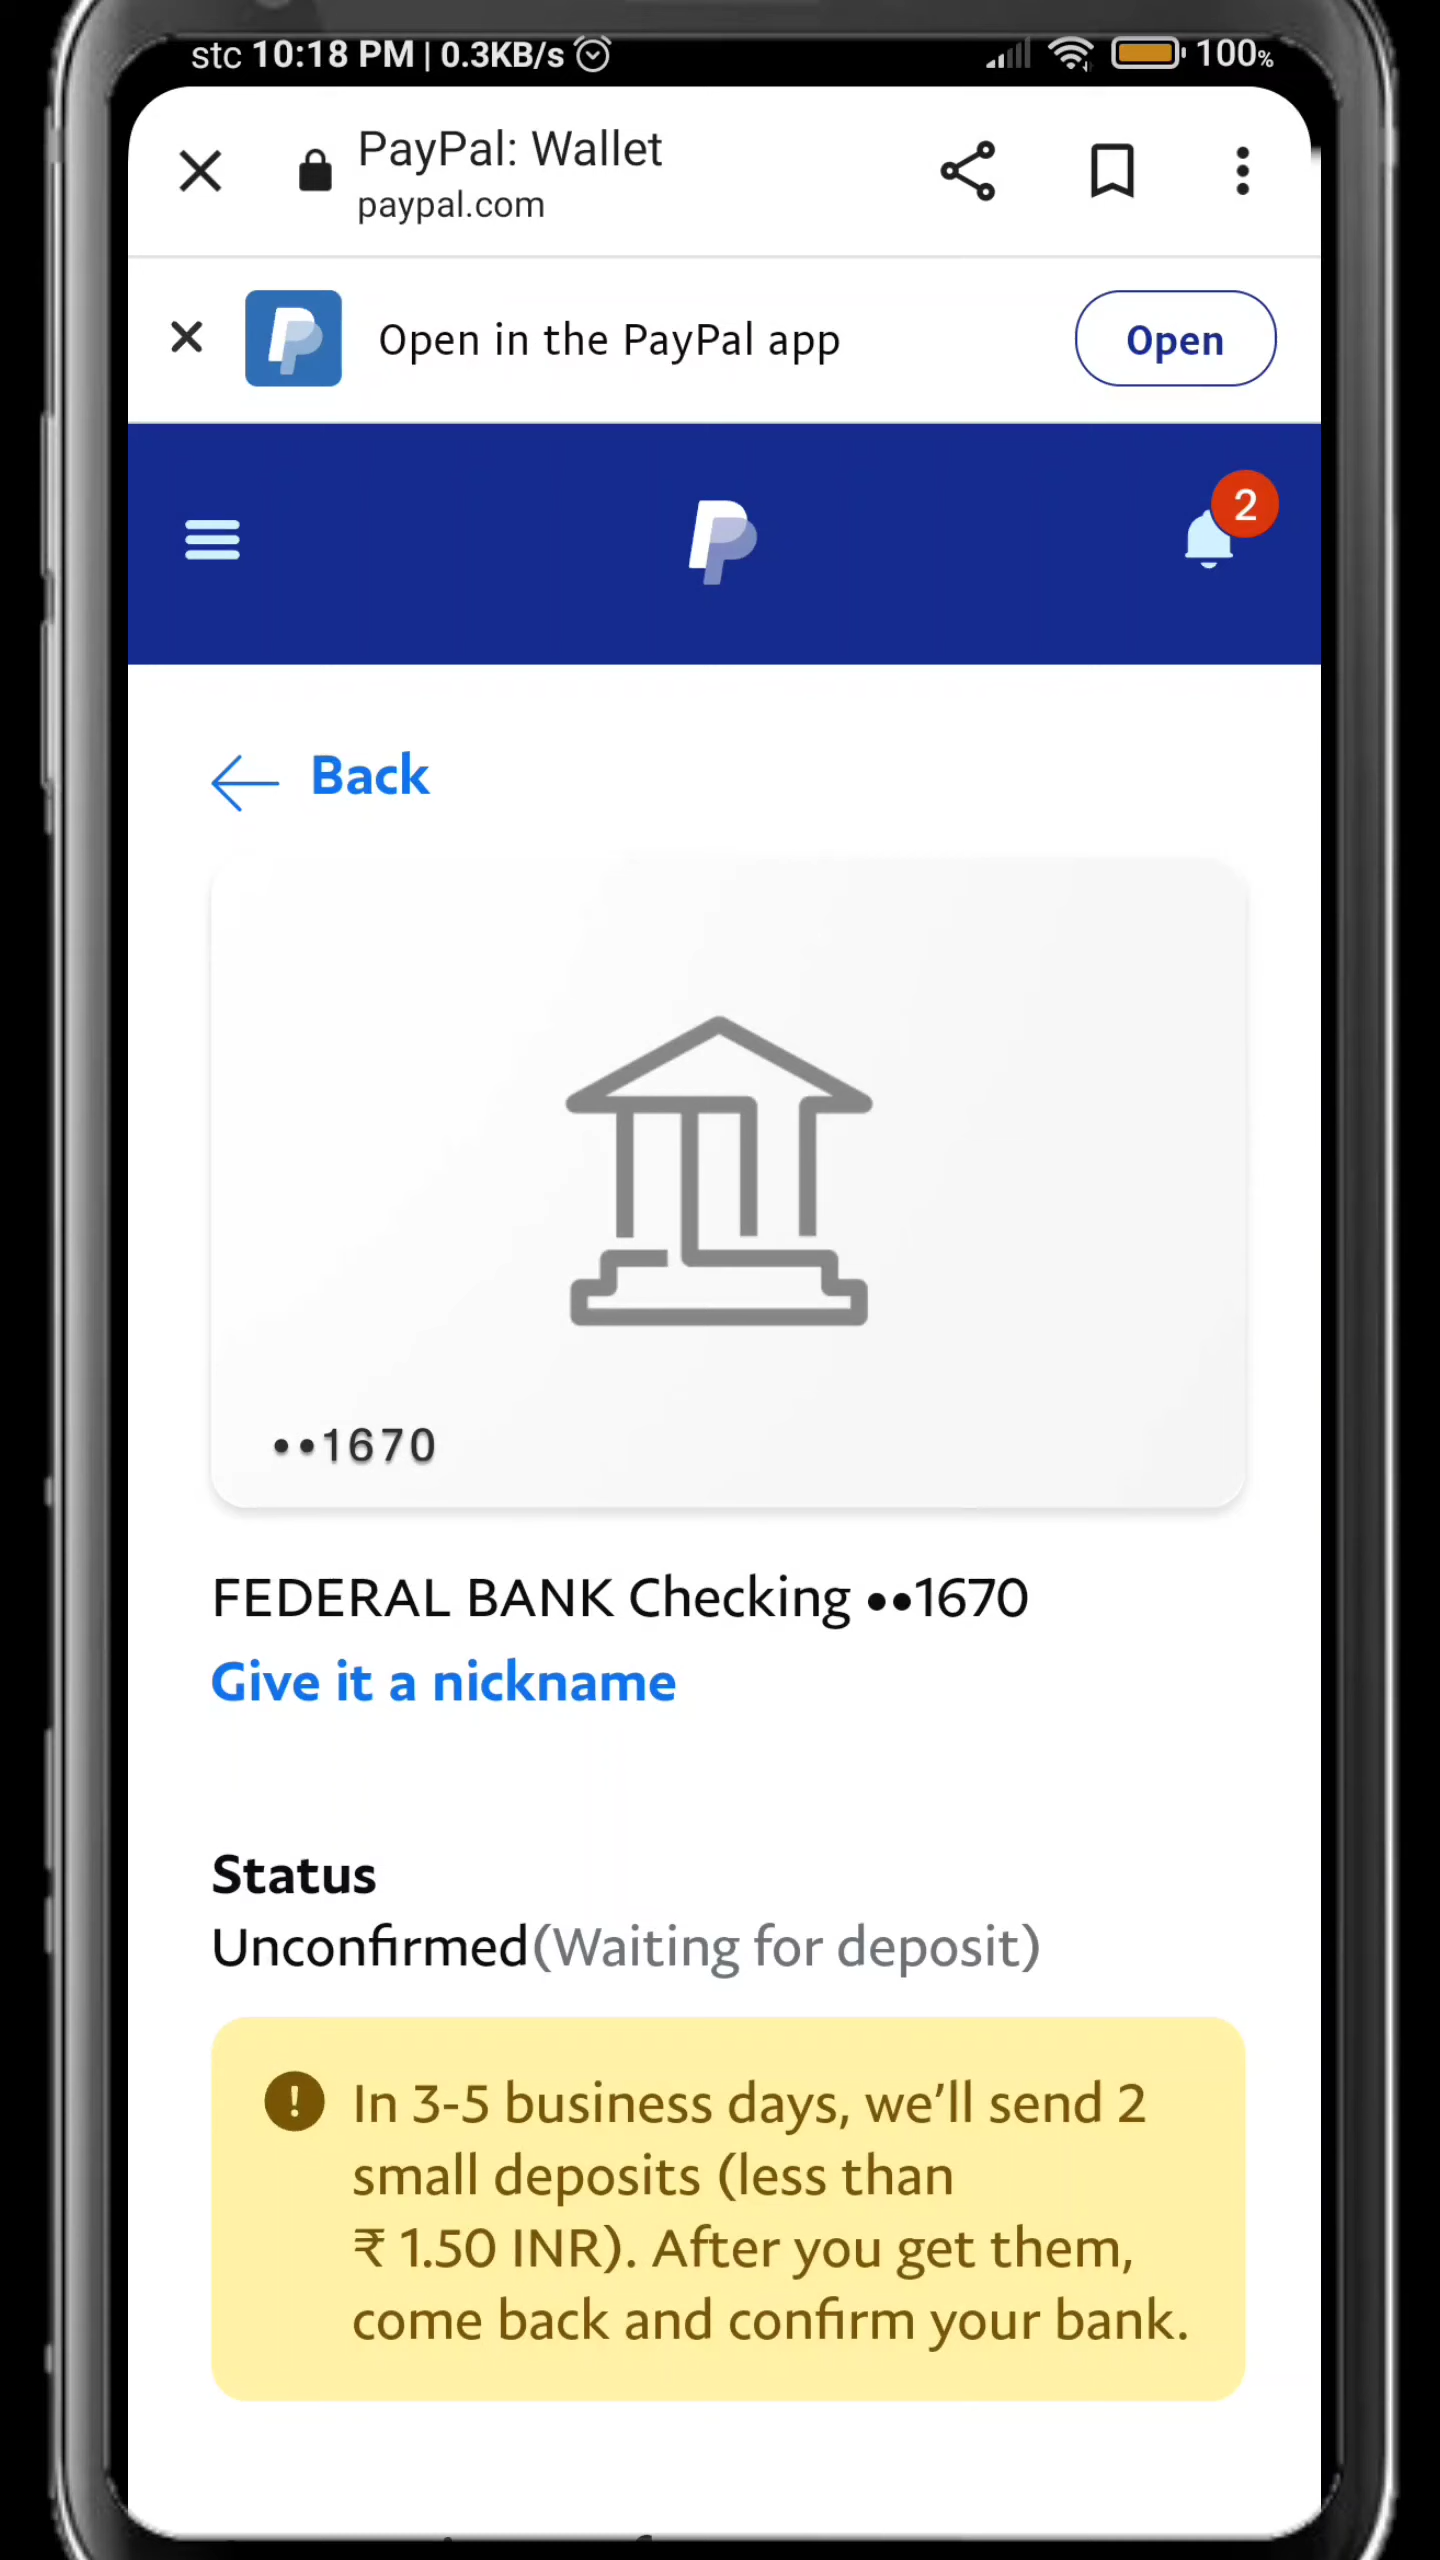 stc 10:18 PM | 0.3KB/s 100%
PayPal: Wallet
paypal.com
Open in the PayPal app Open
2
Back
••1670
FEDERAL BANK Checking ••1670
Give it a nickname
Status
Unconfirmed(Waiting for deposit)
! In 3-5 business days, we’ll send 2
small deposits (less than
₹ 1.50 INR). After you get them,
come back and confirm your bank.